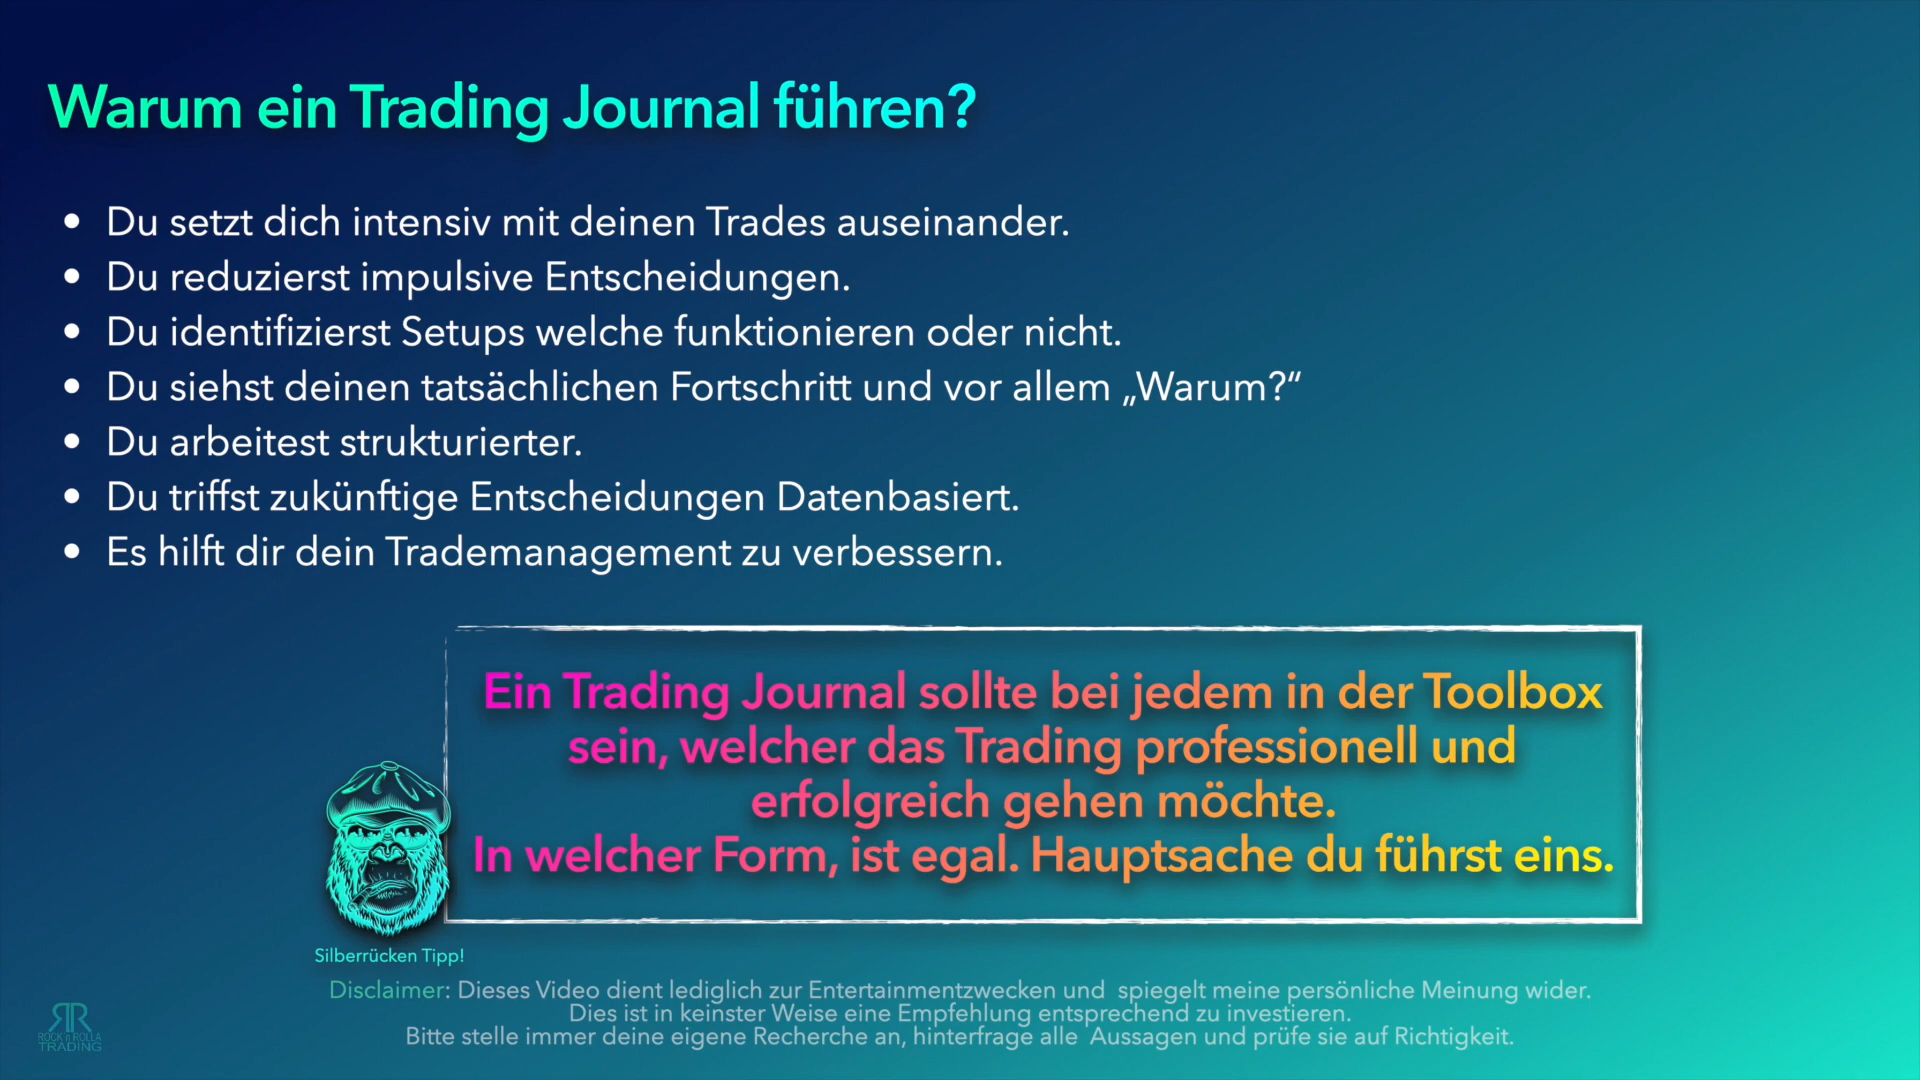 Warum ein Trading Journal führen?
• Du setzt dich intensiv mit deinen Trades auseinander.
• Du reduzierst impulsive Entscheidungen.
• Du identifizierst Setups welche funktionieren oder nicht.
• Du siehst deinen tatsächlichen Fortschritt und vor allem „Warum?“
• Du arbeitest strukturierter.
• Du triffst zukünftige Entscheidungen Datenbasiert.
• Es hilft dir dein Trademanagement zu verbessern.
Ein Trading Journal sollte bei jedem in der Toolbox
sein, welcher das Trading professionell und
erfolgreich gehen möchte.
In welcher Form, ist egal. Hauptsache du führst eins.
Silberrücken Tipp!
Disclaimer: Dieses Video dient lediglich zur Entertainmentzwecken und  spiegelt meine persönliche Meinung wider.
Dies ist in keinster Weise eine Empfehlung entsprechend zu investieren.
Bitte stelle immer deine eigene Recherche an, hinterfrage alle  Aussagen und prüfe sie auf Richtigkeit.
RR
ROCK n ROLLA
TRADING